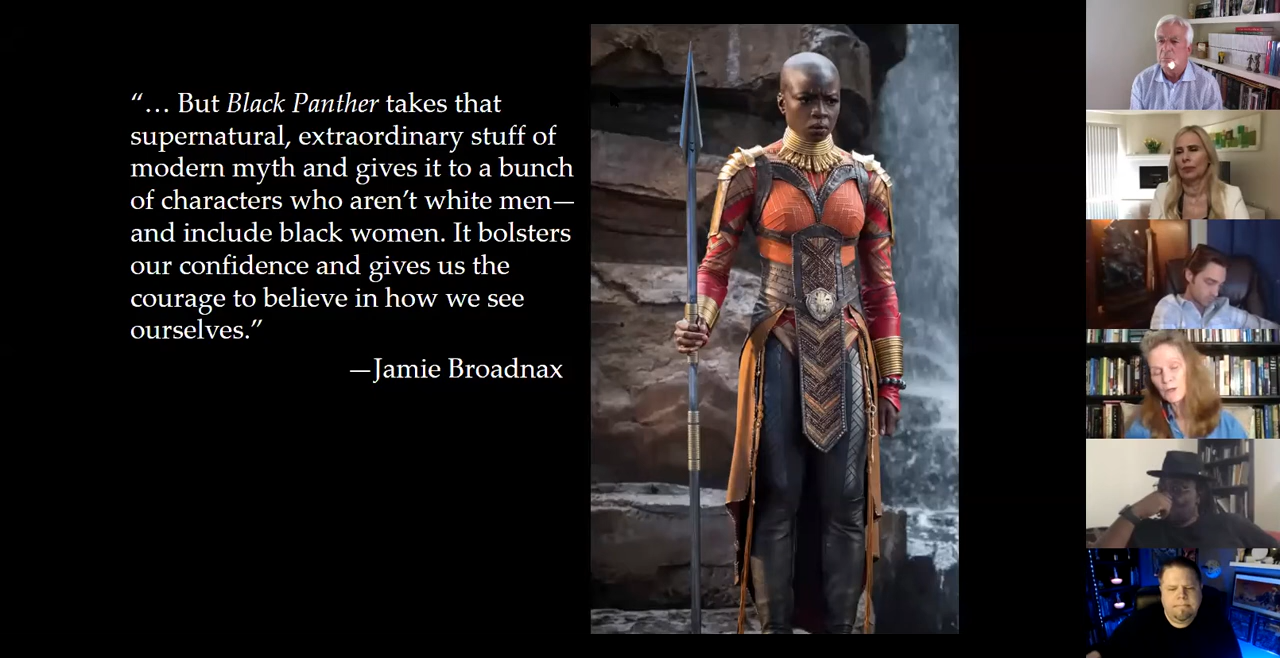 “… But Black Panther takes that
supernatural, extraordinary stuff of
modern myth and gives it to a bunch
of characters who aren’t white men—
and include black women. It bolsters
our confidence and gives us the
courage to believe in how we see
ourselves.”
—Jamie Broadnax